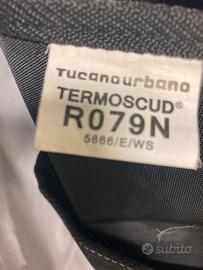 Tucanourbano
TERMOSCUD®
R079N
5866/E/WS
subito